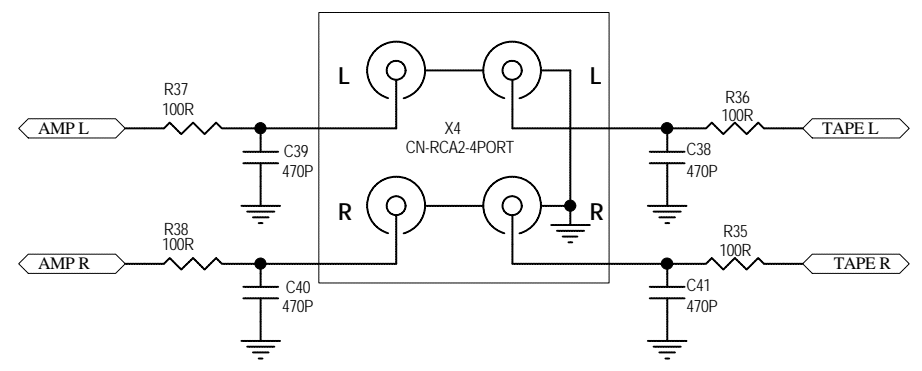 L
L
R37
100R
AMP L
C39
470P
X4
CN-RCA2-4PORT
R36
100R
TAPE L
C38
470P
R
R
R38
100R
AMP R
C40
470P
R35
100R
TAPE R
C41
470P